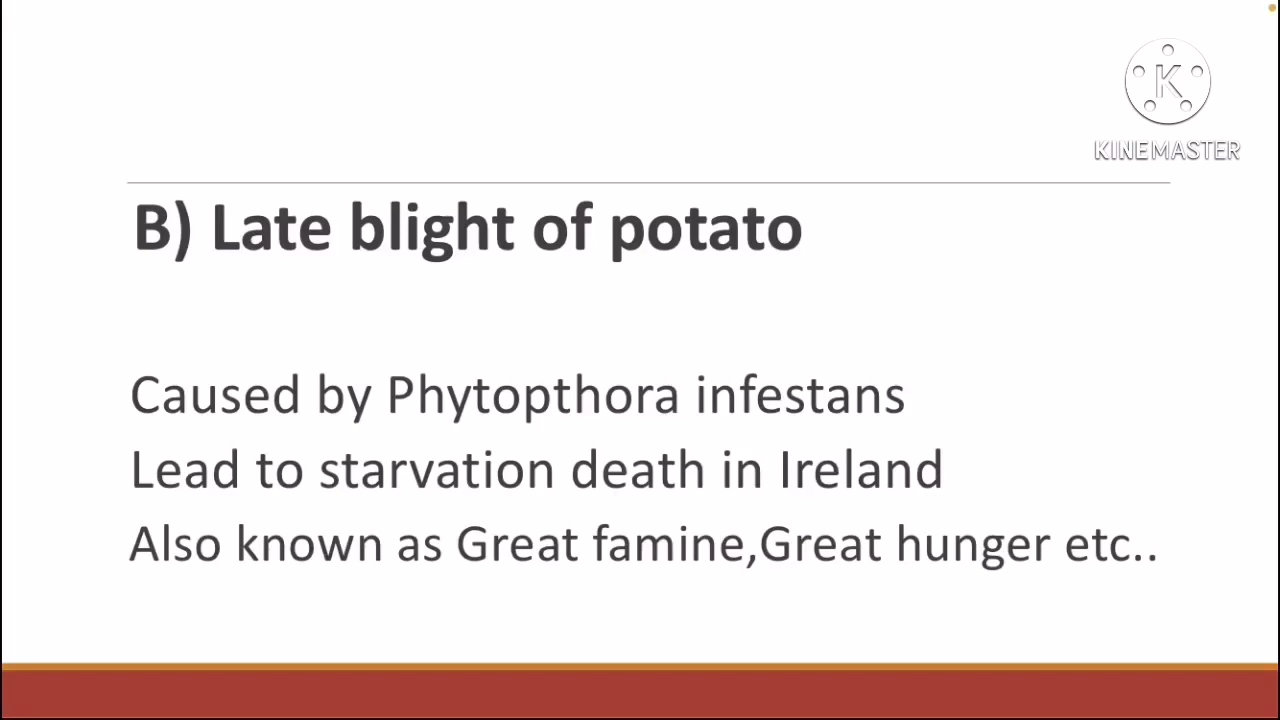 K
KINEMASTER
B) Late blight of potato
Caused by Phytopthora infestans
Lead to starvation death in Ireland
Also known as Great famine,Great hunger etc..